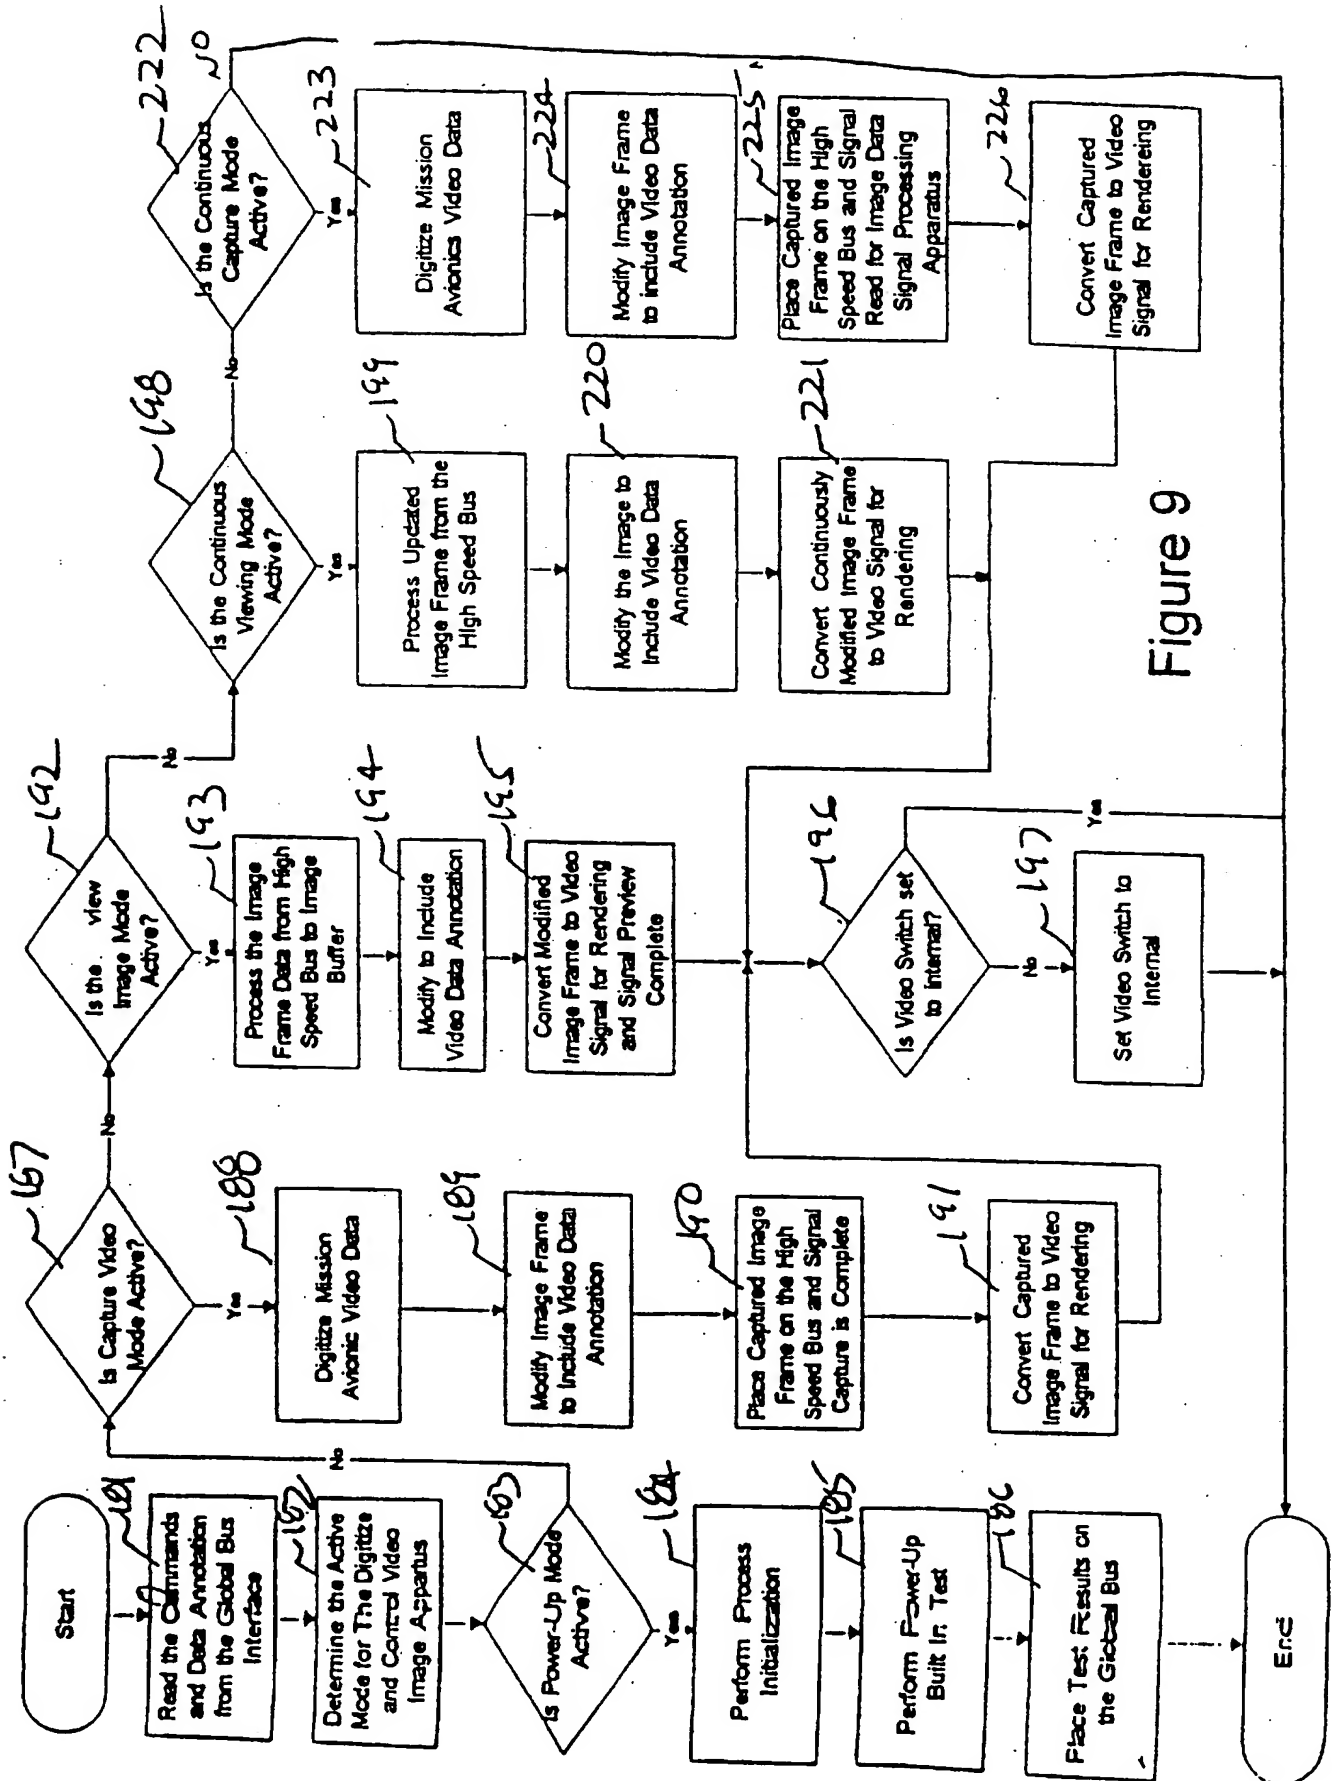 Start
181
Read the Commands
and Data Annotation
from the Global Bus
Interface
182
Determine the Active
Mode for The Digitize
and Control Video
Image Appartus
183
Is Power-Up Mode
Active?
No
Yes
184
Perform Process
Initialization
185
Perform Power-Up
Built In Test
186
Place Test Results on
the Global Bus
End
187
Is Capture Video
Mode Active?
No
Yes
188
Digitize Mission
Avionic Video Data
189
Modify Image Frame
to Include Video Data
Annotation
190
Place Captured Image
Frame on the High
Speed Bus and Signal
Capture is Complete
191
Convert Captured
Image Frame to Video
Signal for Rendering
192
Is the view
Image Mode
Active?
No
Yes
193
Process the Image
Frame Data from High
Speed Bus to Image
Buffer
194
Modify to Include
Video Data Annotation
195
Convert Modified
Image Frame to Video
Signal for Rendering
and Signal Preview
Complete
196
Is Video Switch set
to internal?
Yes
No
197
Set Video Switch to
Internal
198
Is the Continuous
Viewing Mode
Active?
No
Yes
199
Process Updated
Image Frame from the
High Speed Bus
220
Modify the Image to
Include Video Data
Annotation
221
Convert Continuously
Modified Image Frame
to Video Signal for
Rendering
222
NO
Is the Continuous
Capture Mode
Active?
Yes
223
Digitize Mission
Avionics Video Data
224
Modify Image Frame
to include Video Data
Annotation
225
Place Captured Image
Frame on the High
Speed Bus and Signal
Read for Image Data
Signal Processing
Apparatus
226
Convert Captured
Image Frame to Video
Signal for Rendereing
Figure 9